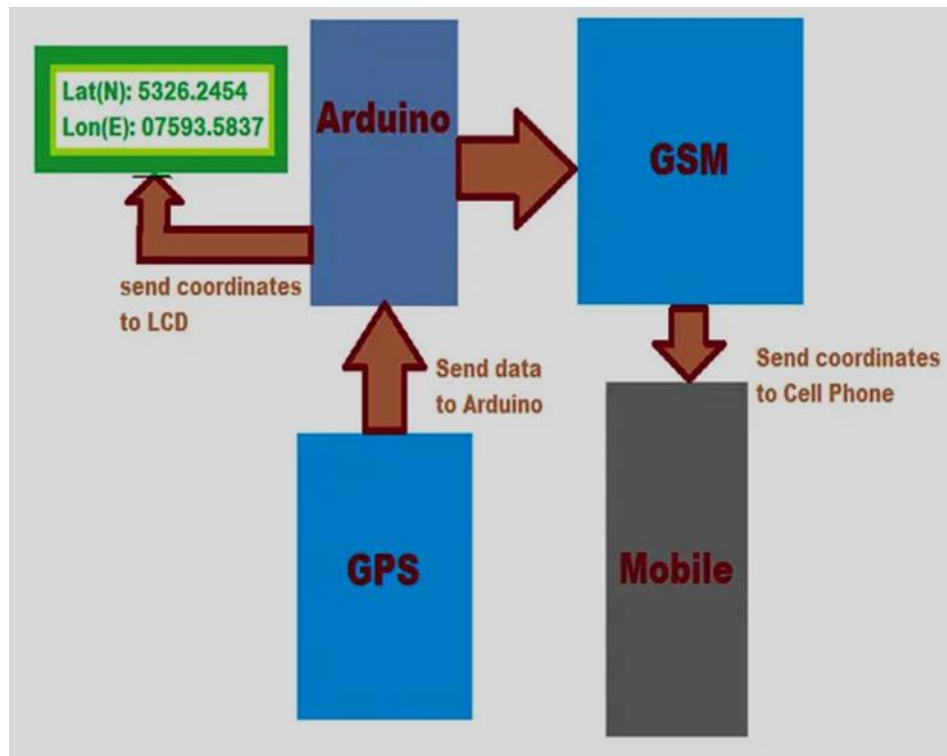 Lat(N): 5326.2454
Lon(E): 07593.5837
Arduino
GSM
send coordinates
to LCD
Send data
to Arduino
Send coordinates
to Cell Phone
GPS
Mobile